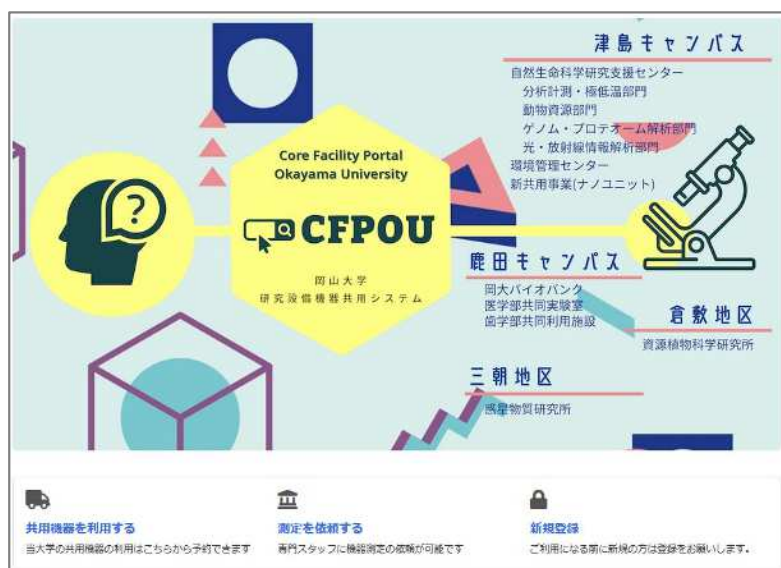 津島キャンパス
自然生命科学研究支援センター
分析計測・極低温部門
動物資源部門
ゲノム・プロテオーム解析部門
光・放射線情報解析部門
環境管理センター
新共用事業(ナノユニット)
Core Facility Portal
Okayama University
CFPOU
岡山大学
研究設備機器共用システム
?
鹿田キャンパス
岡大バイオバンク
医学部共同実験室
歯学部共同利用施設
倉敷地区
資源植物科学研究所
三朝地区
惑星物質研究所
共用機器を利用する
当大学の共用機器の利用はこちらから予約できます
測定を依頼する
専門スタッフに機器測定の依頼が可能です
新規登録
ご利用になる前に新規の方は登録をお願いします。